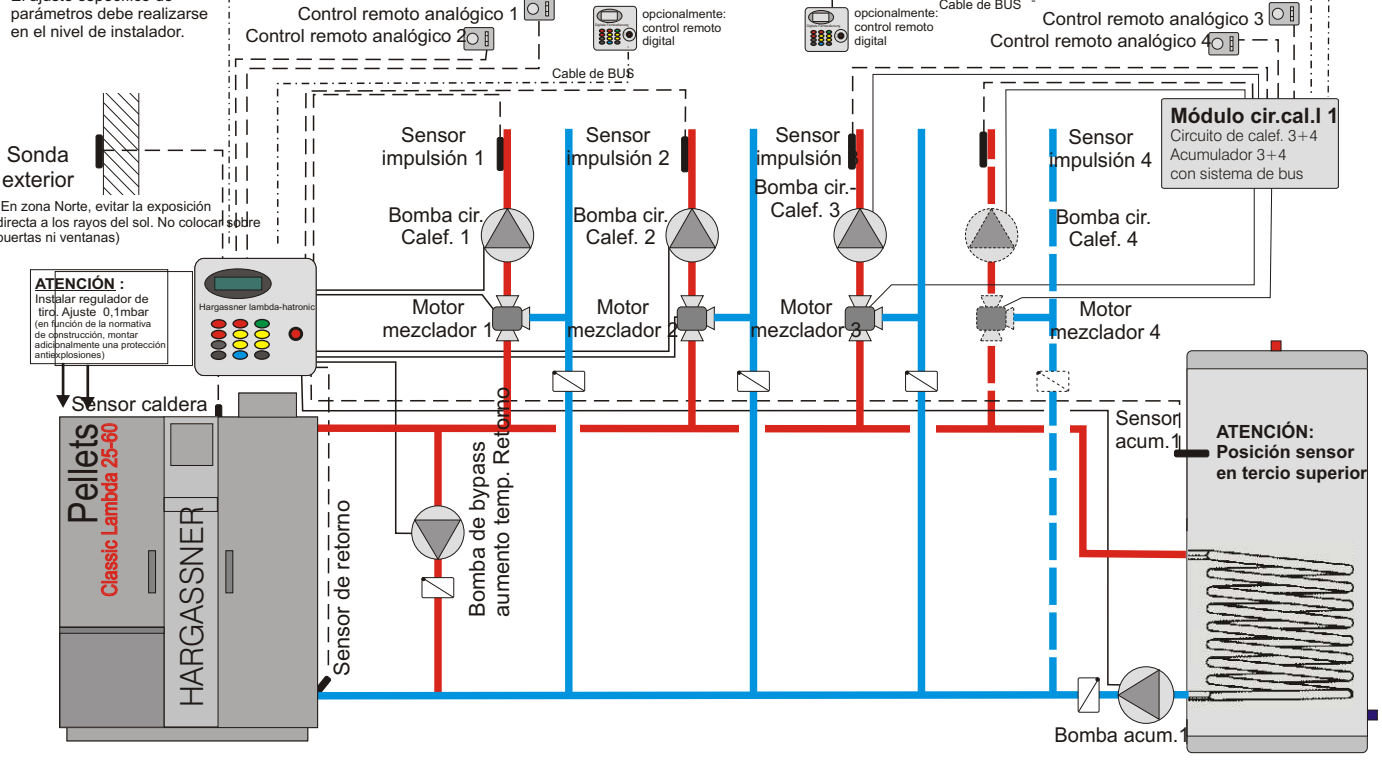 parámetros debe realizarse
en el nivel de instalador.
Control remoto analógico 1
Control remoto analógico 2
opcionalmente:
control remoto
digital
Cable de BUS
opcionalmente:
control remoto
digital
Cable de BUS
Control remoto analógico 3
Control remoto analógico 4
Módulo cir.cal.I 1
Circuito de calef. 3+4
Acumulador 3+4
con sistema de bus
Sonda
exterior
En zona Norte, evitar la exposición
directa a los rayos del sol. No colocar sobre
puertas ni ventanas)
Sensor
impulsión 1
Sensor
impulsión 2
Sensor
impulsión 3
Sensor
impulsión 4
Bomba cir.
Calef. 1
Bomba cir.
Calef. 2
Bomba cir.-
Calef. 3
Bomba cir.
Calef. 4
ATENCIÓN :
Instalar regulador de
tiro. Ajuste 0,1mbar
(en función de la normativa
de construcción, montar
adicionalmente una protección
antiexplosiones)
Hargassner lambda-hatronic
Motor
mezclador 1
Motor
mezclador 2
Motor
mezclador 3
Motor
mezclador 4
Sensor caldera
Pellets
Classic Lambda 25-60
HARGASSNER
Sensor de retorno
Bomba de bypass
aumento temp. Retorno
Sensor
acum.1
ATENCIÓN:
Posición sensor
en tercio superior
Bomba acum.1